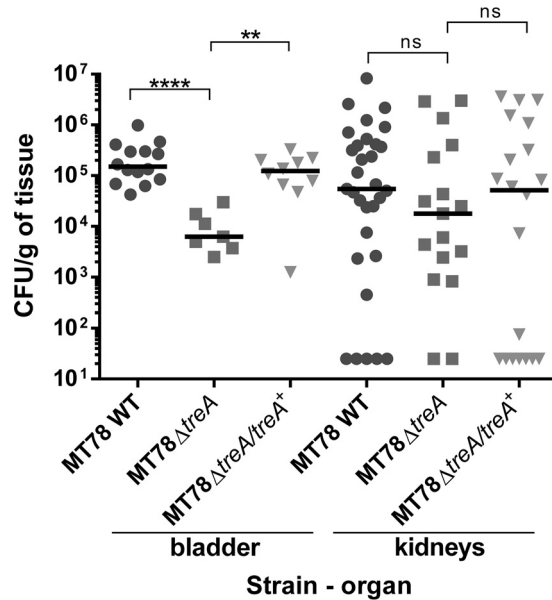 ns
**
ns
****
10⁷
10⁶
10⁵
10⁴
10³
10²
10¹
CFU/g of tissue
MT78 WT
MT78ΔtreA
MT78ΔtreA/treA⁺
MT78 WT
MT78ΔtreA
MT78ΔtreA/treA⁺
bladder
kidneys
Strain - organ